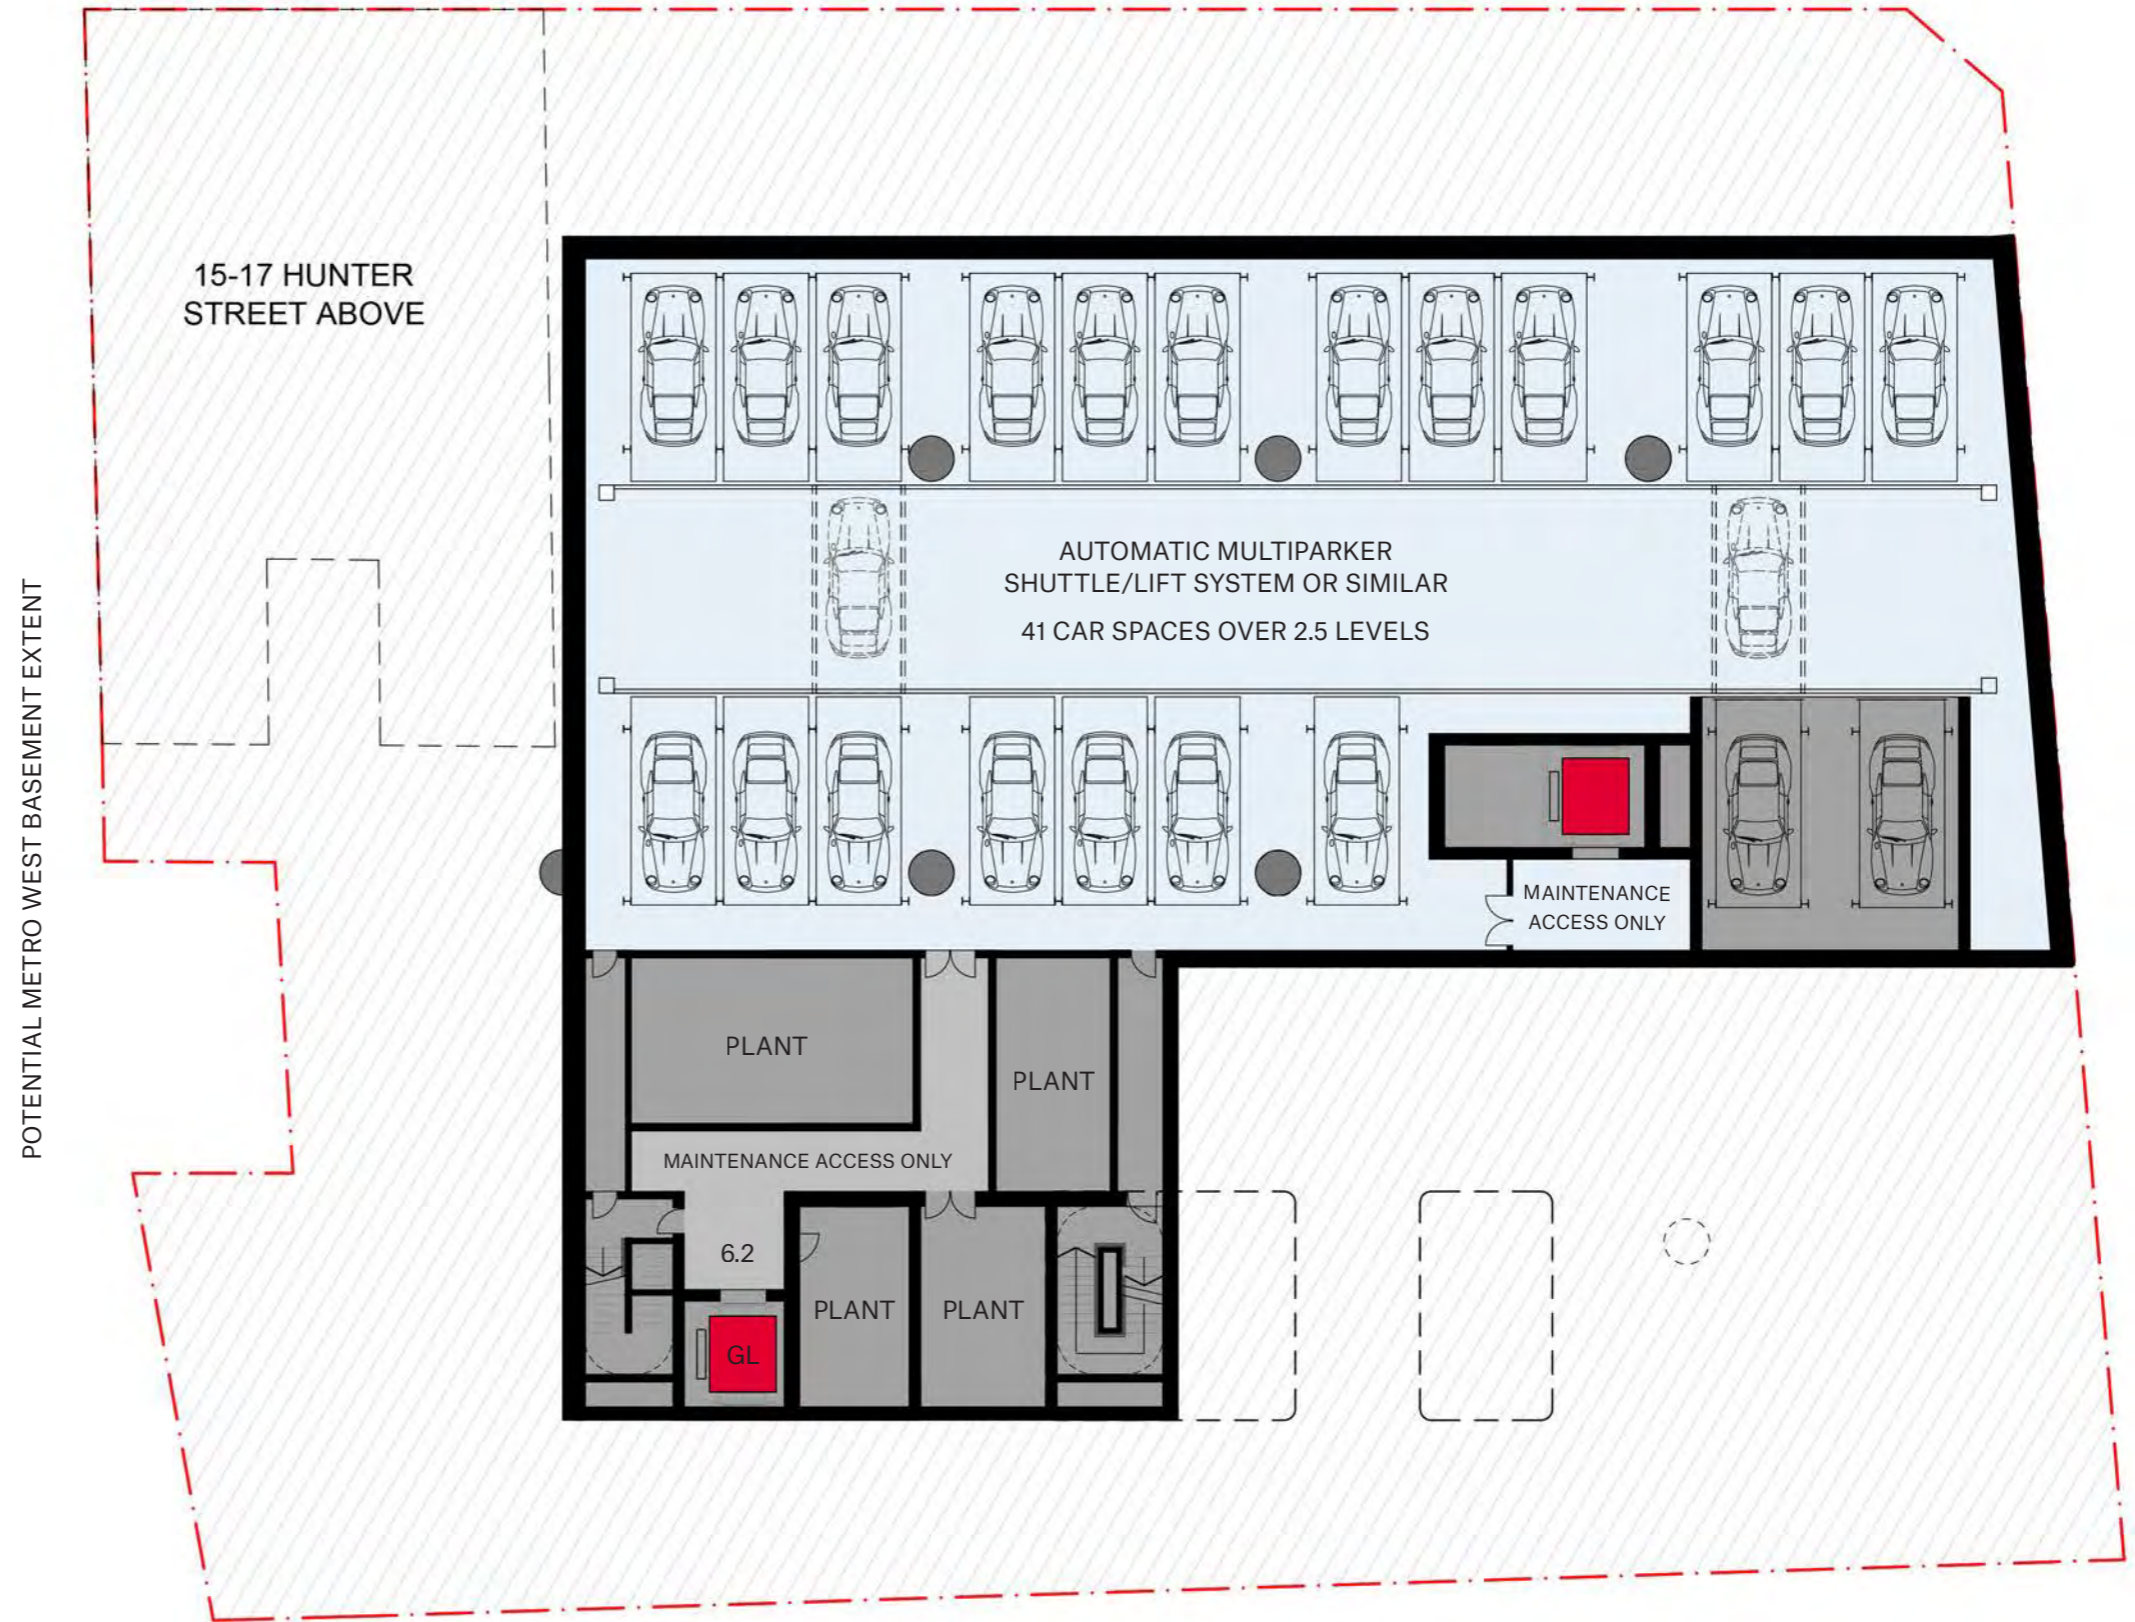 15-17 HUNTER
STREET ABOVE
POTENTIAL METRO WEST BASEMENT EXTENT
AUTOMATIC MULTIPARKER
SHUTTLE/LIFT SYSTEM OR SIMILAR
41 CAR SPACES OVER 2.5 LEVELS
MAINTENANCE
ACCESS ONLY
PLANT
PLANT
MAINTENANCE ACCESS ONLY
6.2
PLANT
PLANT
GL